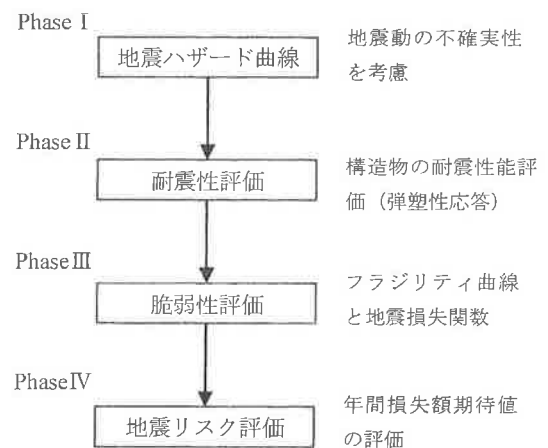 Phase Ⅰ
地震ハザード曲線
地震動の不確実性
を考慮
Phase Ⅱ
耐震性評価
構造物の耐震性能評
価（弾塑性応答）
PhaseⅢ
脆弱性評価
フラジリティ曲線
と地震損失関数
PhaseⅣ
地震リスク評価
年間損失額期待値
の評価